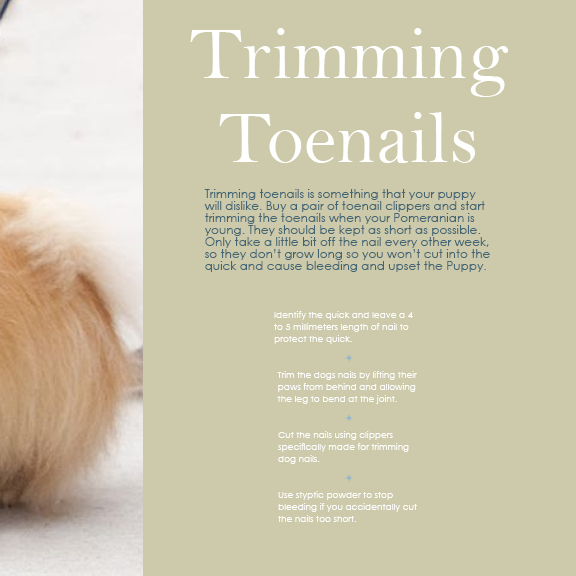 Trimming
Toenails
Trimming toenails is something that your puppy
will dislike. Buy a pair of toenail clippers and start
trimming the toenails when your Pomeranian is
young. They should be kept as short as possible.
Only take a little bit off the nail every other week,
so they don't grow long so you won't cut into the
quick and cause bleeding and upset the Puppy.
Identify the quick and leave a 4
to 5 millimeters length of nail to
protect the quick.
Trim the dogs nails by lifting their
paws from behind and allowing
the leg to bend at the joint.
Cut the nails using clippers
specifically made for trimming
dog nails.
Use styptic powder to stop
bleeding if you accidentally cut
the nails too short.